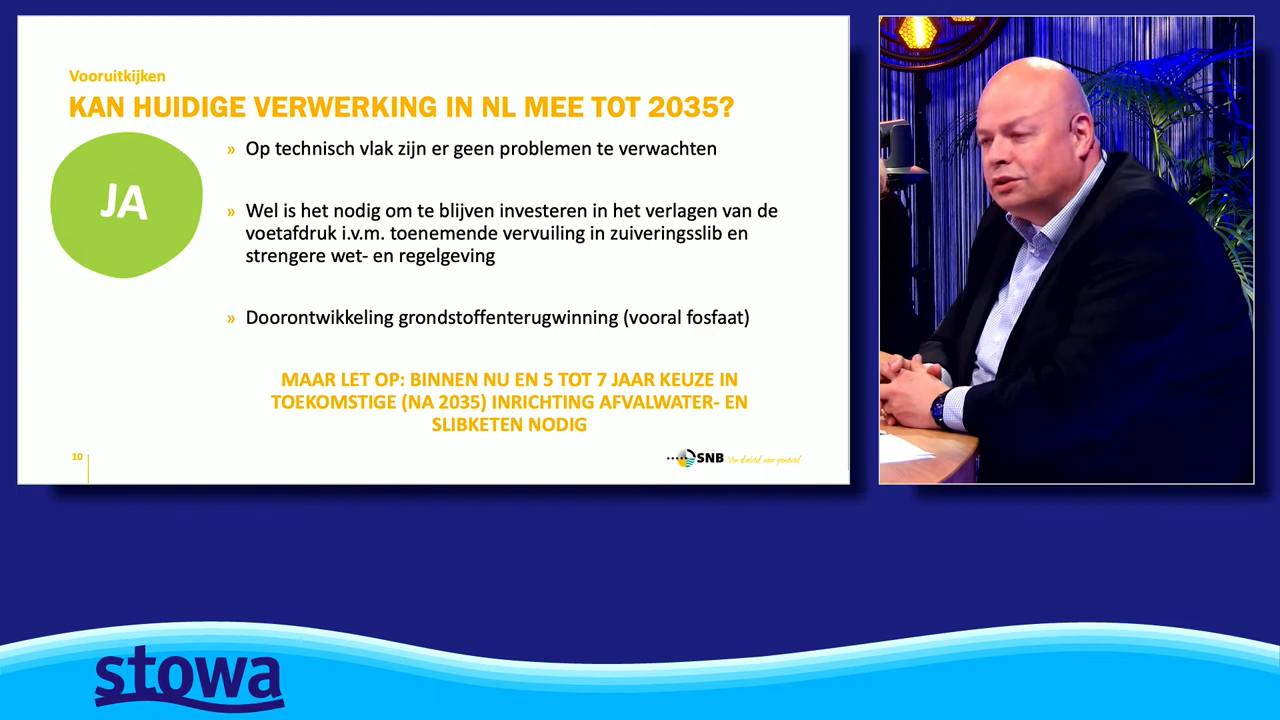 Vooruitkijken
KAN HUIDIGE VERWERKING IN NL MEE TOT 2035?
JA
» Op technisch vlak zijn er geen problemen te verwachten
» Wel is het nodig om te blijven investeren in het verlagen van de
voetafdruk i.v.m. toenemende vervuiling in zuiveringsslib en
strengere wet- en regelgeving
» Doorontwikkeling grondstoffenterugwinning (vooral fosfaat)
MAAR LET OP: BINNEN NU EN 5 TOT 7 JAAR KEUZE IN
TOEKOMSTIGE (NA 2035) INRICHTING AFVALWATER- EN
SLIBKETEN NODIG
10
SNB
stowa